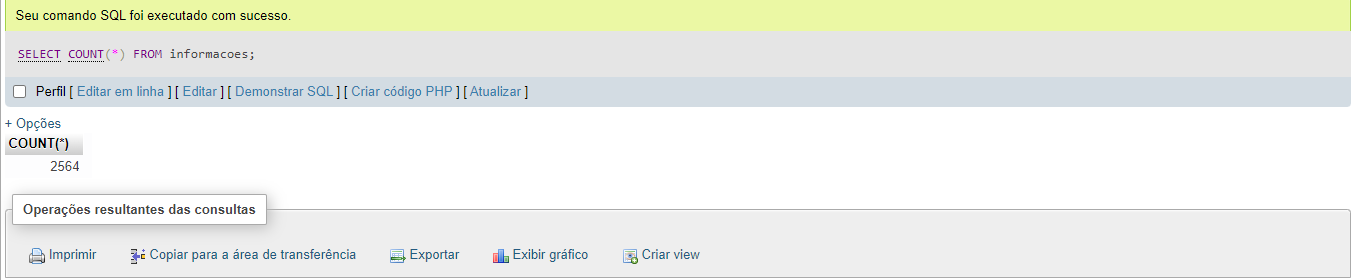 Seu comando SQL foi executado com sucesso.
SELECT COUNT(*) FROM informacoes;
Perfil [ Editar em linha ] [ Editar ] [ Demonstrar SQL ] [ Criar código PHP ] [ Atualizar ]
+ Opções
COUNT(*)
2564
Operações resultantes das consultas
Imprimir Copiar para a área de transferência Exportar Exibir gráfico Criar view